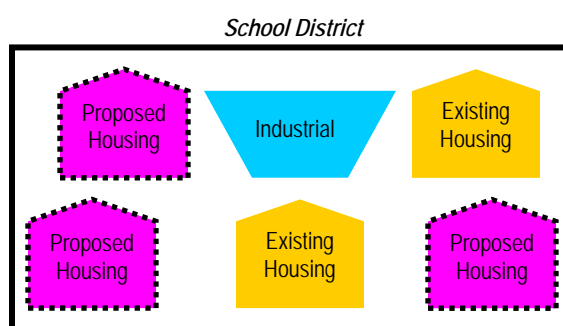 School District
Proposed
Housing
Industrial
Existing
Housing
Proposed
Housing
Existing
Housing
Proposed
Housing